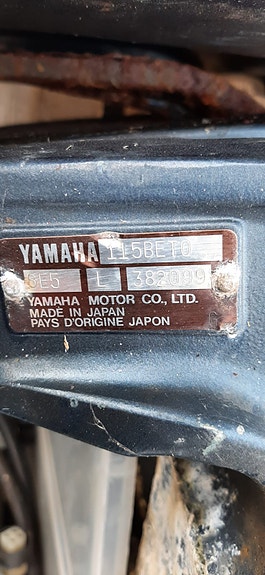 YAMAHA 115BETO
6E5 L 382099
YAMAHA MOTOR CO., LTD.
MADE IN JAPAN
PAYS D'ORIGINE JAPON